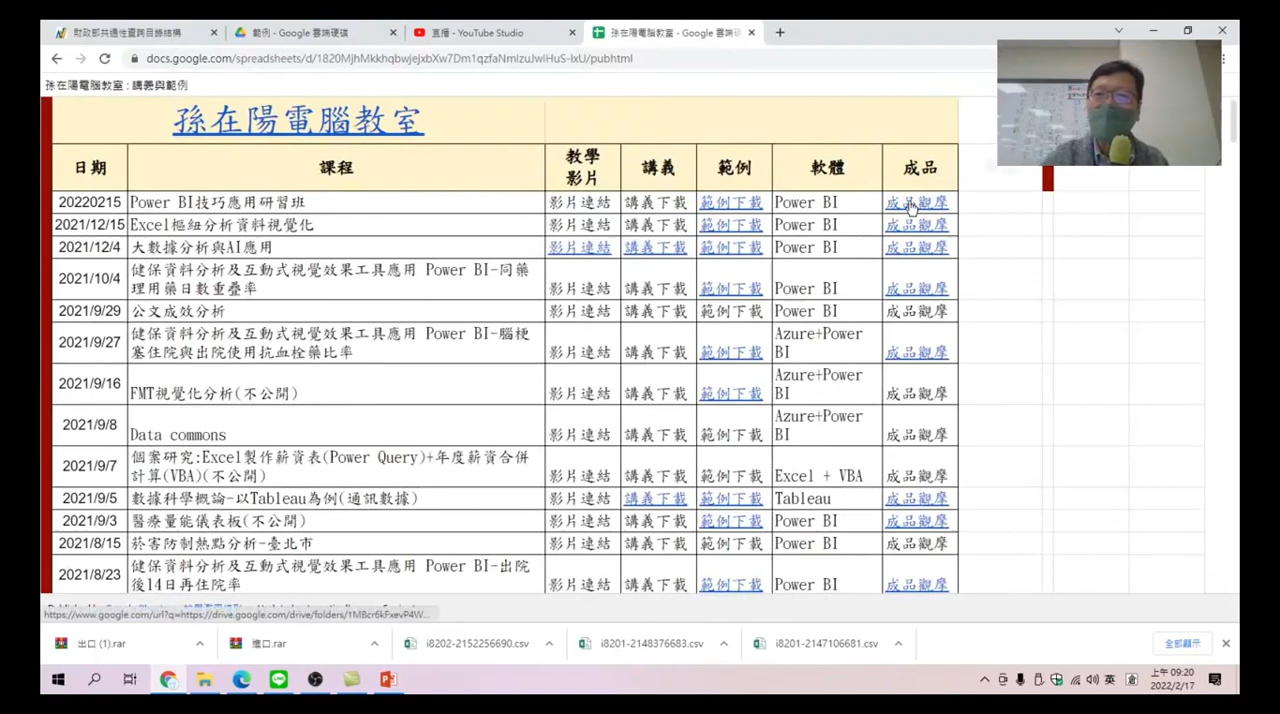 財政部共通性查詢目錄結構
範例 - Google 雲端硬碟
直播 - YouTube Studio
孫在陽電腦教室 - Google 雲端硬
docs.google.com/spreadsheets/d/1820MjhMkkhqbwjejxbXw7Dm1qzfaNmIzuJwIHuS-IxU/pubhtml
孫在陽電腦教室 : 講義與範例
孫在陽電腦教室
日期 課程 教學影片 講義 範例 軟體 成品
20220215 Power BI技巧應用研習班 影片連結 講義下載 範例下載 Power BI 成品觀摩
2021/12/15 Excel樞紐分析資料視覺化 影片連結 講義下載 範例下載 Power BI 成品觀摩
2021/12/4 大數據分析與AI應用 影片連結 講義下載 範例下載 Power BI 成品觀摩
2021/10/4 健保資料分析及互動式視覺效果工具應用 Power BI-同藥
理用藥日數重疊率 影片連結 講義下載 範例下載 Power BI 成品觀摩
2021/9/29 公文成效分析 影片連結 講義下載 範例下載 Power BI 成品觀摩
2021/9/27 健保資料分析及互動式視覺效果工具應用 Power BI-腦梗 Azure+Power
塞住院與出院使用抗血栓藥比率 影片連結 講義下載 範例下載 BI 成品觀摩
2021/9/16 Azure+Power
FMT視覺化分析(不公開) 影片連結 講義下載 範例下載 BI 成品觀摩
2021/9/8 Azure+Power
Data commons 影片連結 講義下載 範例下載 BI 成品觀摩
2021/9/7 個案研究:Excel製作薪資表(Power Query)+年度薪資合併
計算(VBA)(不公開) 影片連結 講義下載 範例下載 Excel + VBA 成品觀摩
2021/9/5 數據科學概論-以Tableau為例(通訊數據) 影片連結 講義下載 範例下載 Tableau 成品觀摩
2021/9/3 醫療量能儀表板(不公開) 影片連結 講義下載 範例下載 Power BI 成品觀摩
2021/8/15 菸害防制熱點分析-臺北市 影片連結 講義下載 範例下載 Power BI 成品觀摩
2021/8/23 健保資料分析及互動式視覺效果工具應用 Power BI-出院
後14日再住院率 影片連結 講義下載 範例下載 Power BI 成品觀摩
https://www.google.com/url?q=https://drive.google.com/drive/folders/1MBcr6kFxevP4W...
出口 (1).rar
進口.rar
i8202-2152256690.csv
i8201-2148376683.csv
i8201-2147106681.csv
全部顯示
英
倉
上午 09:20
2022/2/17